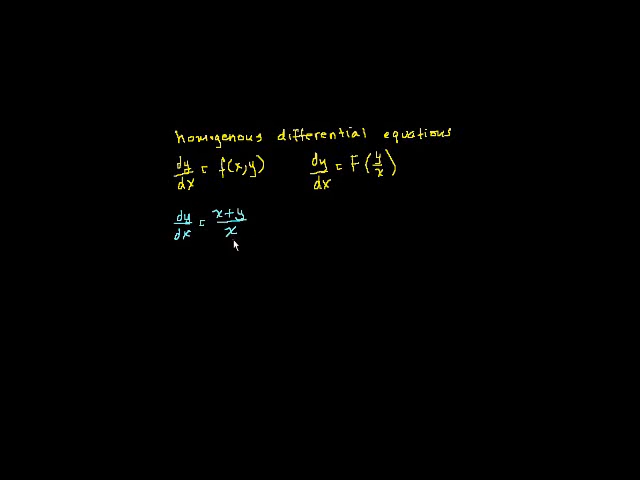 homogenous differential equations
dy/dx = f(x,y) dy/dx = F(y/x)
dy/dx = x+y/x